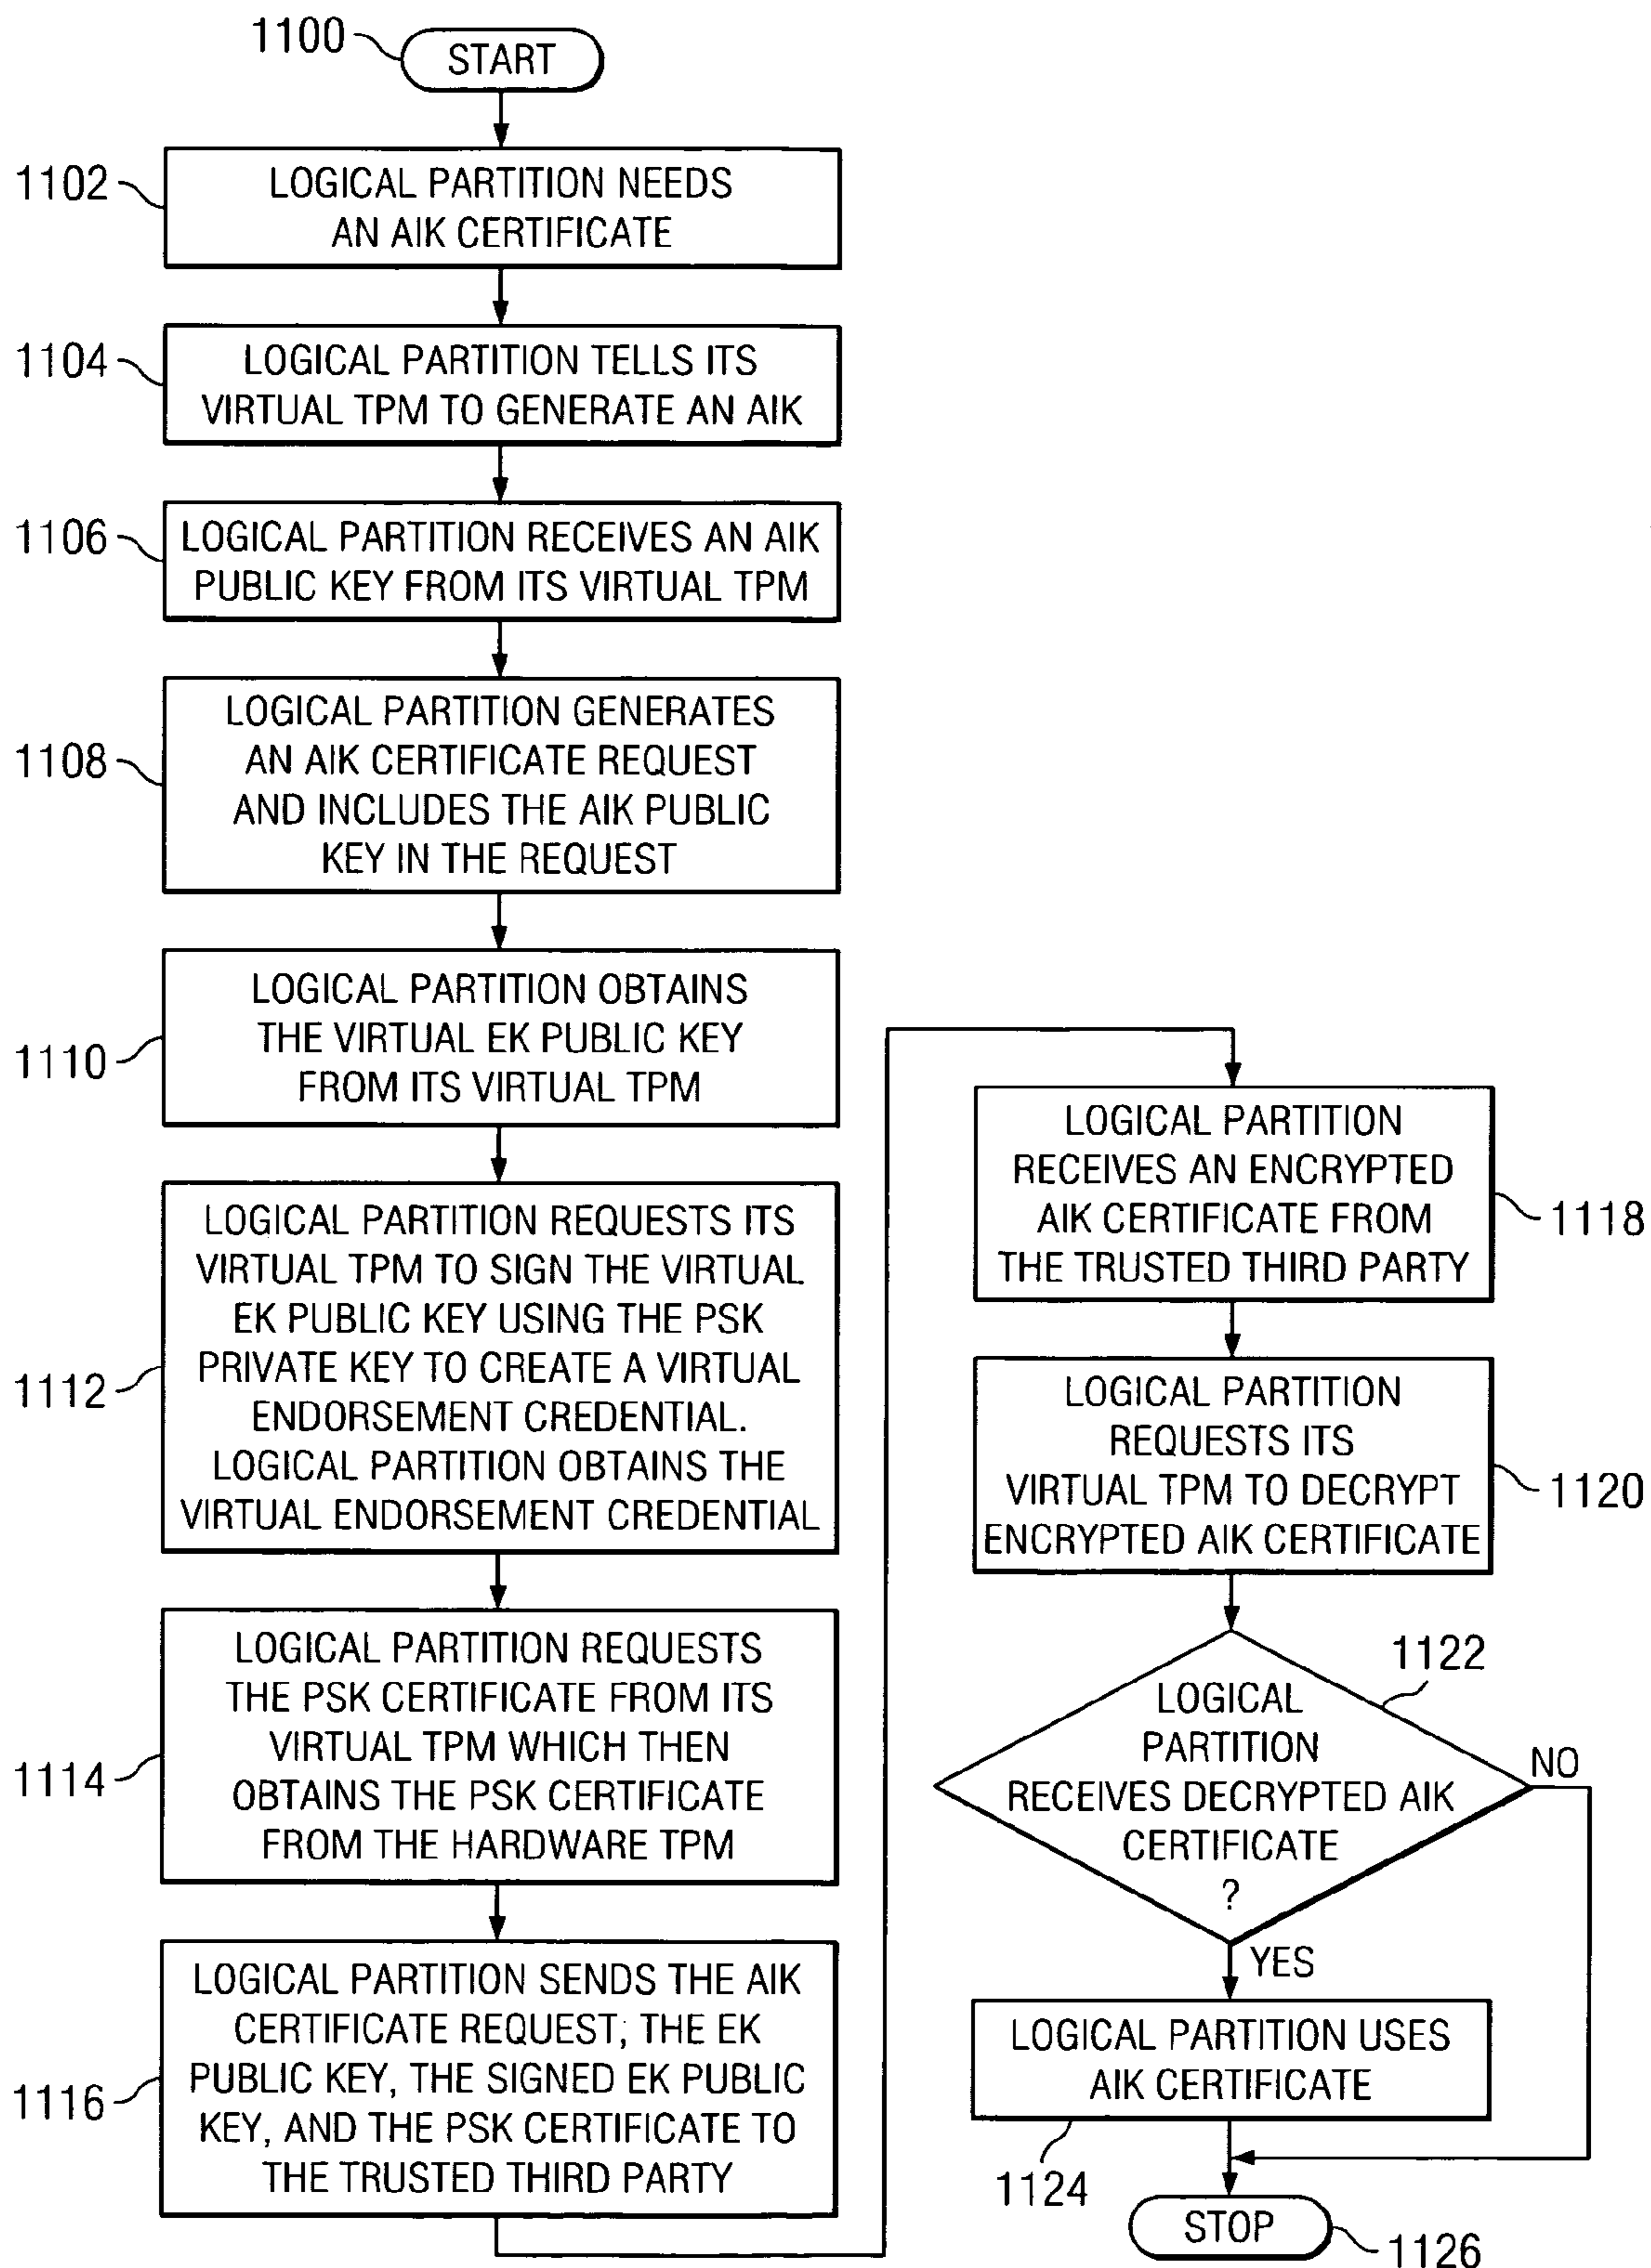 1100
START
1102
LOGICAL PARTITION NEEDS
AN AIK CERTIFICATE
1104
LOGICAL PARTITION TELLS ITS
VIRTUAL TPM TO GENERATE AN AIK
1106
LOGICAL PARTITION RECEIVES AN AIK
PUBLIC KEY FROM ITS VIRTUAL TPM
1108
LOGICAL PARTITION GENERATES
AN AIK CERTIFICATE REQUEST
AND INCLUDES THE AIK PUBLIC
KEY IN THE REQUEST
1110
LOGICAL PARTITION OBTAINS
THE VIRTUAL EK PUBLIC KEY
FROM ITS VIRTUAL TPM
1112
LOGICAL PARTITION REQUESTS ITS
VIRTUAL TPM TO SIGN THE VIRTUAL
EK PUBLIC KEY USING THE PSK
PRIVATE KEY TO CREATE A VIRTUAL
ENDORSEMENT CREDENTIAL.
LOGICAL PARTITION OBTAINS THE
VIRTUAL ENDORSEMENT CREDENTIAL
1114
LOGICAL PARTITION REQUESTS
THE PSK CERTIFICATE FROM ITS
VIRTUAL TPM WHICH THEN
OBTAINS THE PSK CERTIFICATE
FROM THE HARDWARE TPM
1116
LOGICAL PARTITION SENDS THE AIK
CERTIFICATE REQUEST, THE EK
PUBLIC KEY, THE SIGNED EK PUBLIC
KEY, AND THE PSK CERTIFICATE TO
THE TRUSTED THIRD PARTY
LOGICAL PARTITION
RECEIVES AN ENCRYPTED
AIK CERTIFICATE FROM
THE TRUSTED THIRD PARTY
1118
LOGICAL PARTITION
REQUESTS ITS
VIRTUAL TPM TO DECRYPT
ENCRYPTED AIK CERTIFICATE
1120
1122
LOGICAL
PARTITION
RECEIVES DECRYPTED AIK
CERTIFICATE
?
NO
YES
LOGICAL PARTITION USES
AIK CERTIFICATE
1124
STOP
1126